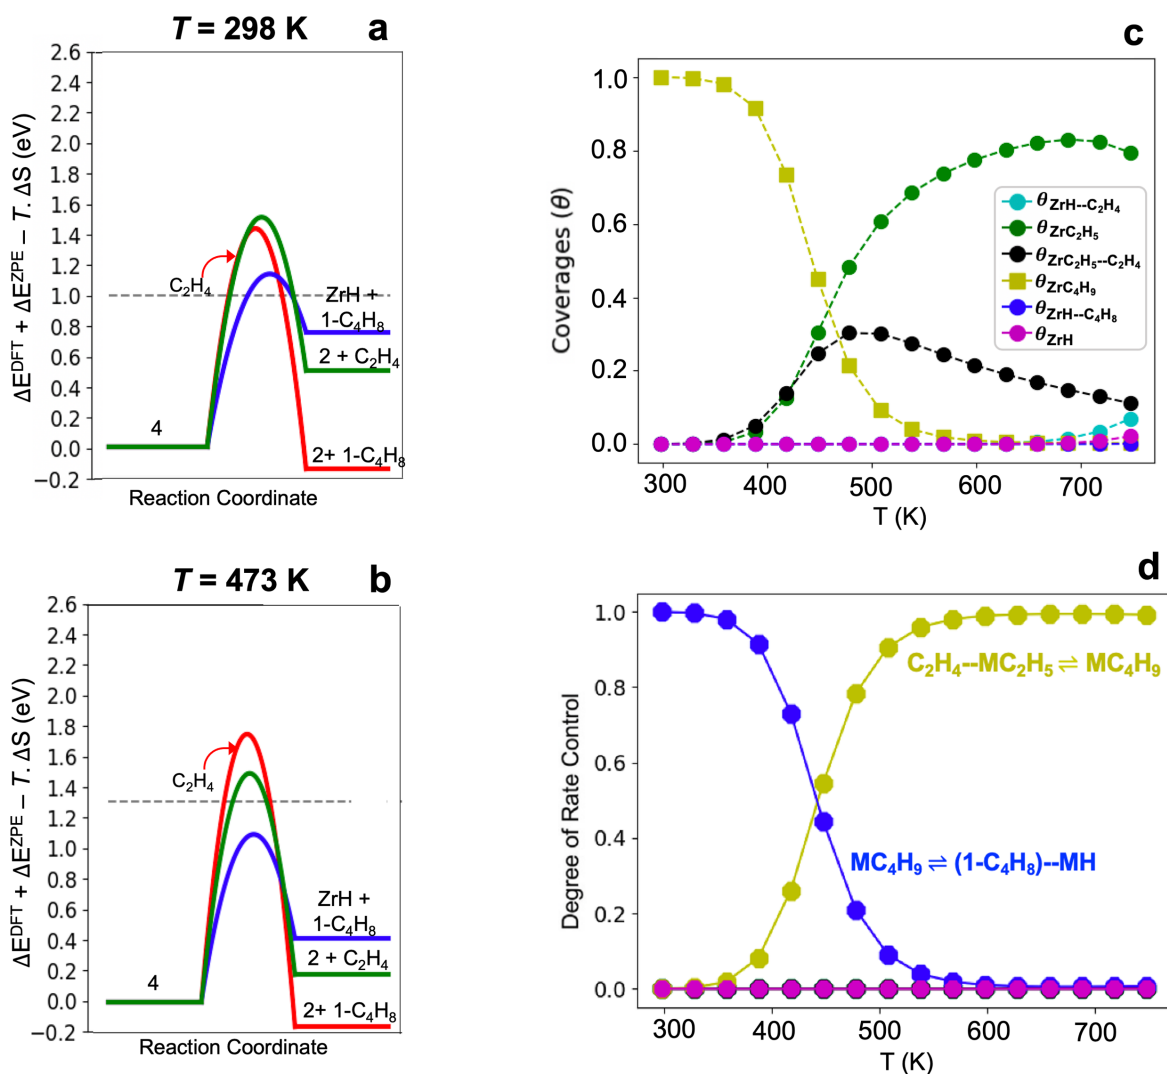 T = 298 K
a
2.6
2.4
2.2
2.0
1.8
1.6
1.4
1.2
1.0
0.8
0.6
0.4
0.2
0.0
−0.2
ΔE^DFT + ΔE^ZPE – T. ΔS (eV)
C₂H₄
ZrH +
1-C₄H₈
2 + C₂H₄
4
2+ 1-C₄H₈
Reaction Coordinate
c
1.0
0.8
0.6
0.4
0.2
0.0
Coverages (θ)
θ ZrH--C₂H₄
θ ZrC₂H₅
θ ZrC₂H₅--C₂H₄
θ ZrC₄H₉
θ ZrH--C₄H₈
θ ZrH
300 400 500 600 700
T (K)
T = 473 K
b
2.6
2.4
2.2
2.0
1.8
1.6
1.4
1.2
1.0
0.8
0.6
0.4
0.2
0.0
−0.2
ΔE^DFT + ΔE^ZPE – T. ΔS (eV)
C₂H₄
ZrH +
1-C₄H₈
2 + C₂H₄
4
2+ 1-C₄H₈
Reaction Coordinate
d
1.0
0.8
0.6
0.4
0.2
0.0
Degree of Rate Control
C₂H₄--MC₂H₅ ⇌ MC₄H₉
MC₄H₉ ⇌ (1-C₄H₈)--MH
300 400 500 600 700
T (K)